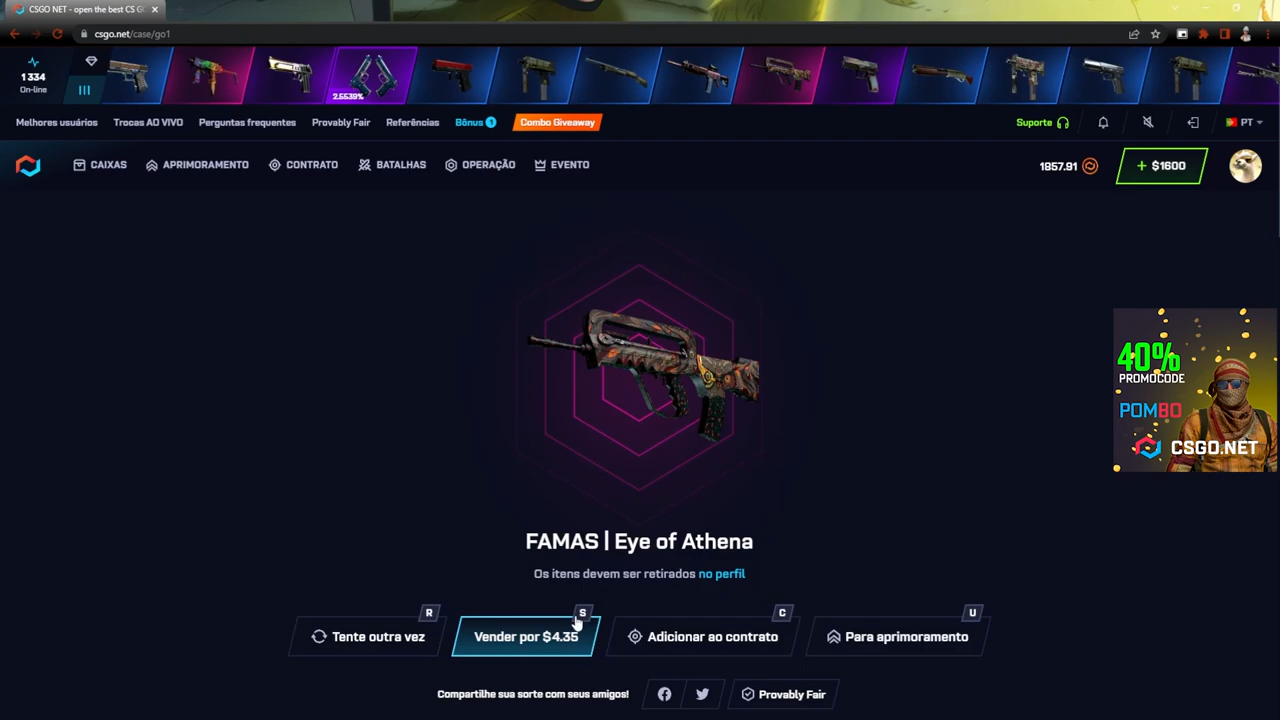 CSGO NET - open the best CS G
csgo.net/case/go1
1 334
On-line
2.5539%
Melhores usuários
Trocas AO VIVO
Perguntas frequentes
Provably Fair
Referências
Bônus 1
Combo Giveaway
Suporte
PT
CAIXAS
APRIMORAMENTO
CONTRATO
BATALHAS
OPERAÇÃO
EVENTO
1857.91
+ $1600
40%
PROMOCODE
POMBO
CSGO.NET
FAMAS | Eye of Athena
Os itens devem ser retirados no perfil
R
Tente outra vez
S
Vender por $4.35
C
Adicionar ao contrato
U
Para aprimoramento
Compartilhe sua sorte com seus amigos!
Provably Fair